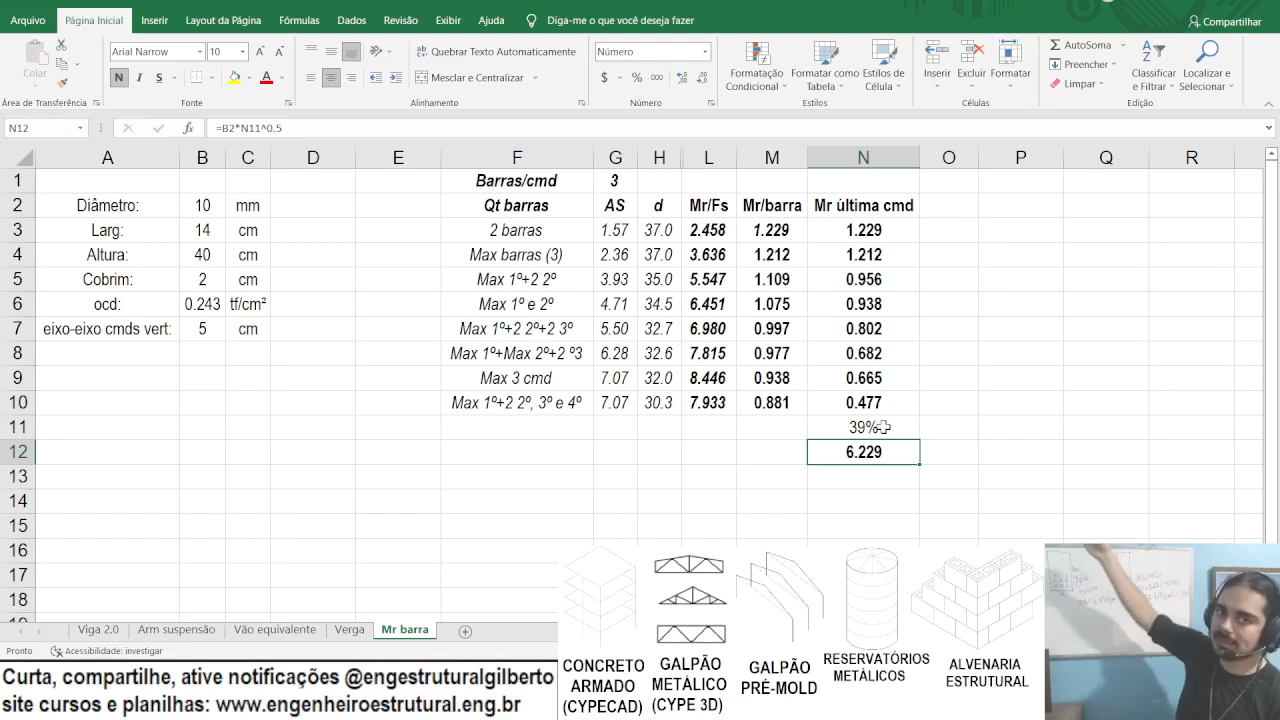 Arquivo Página Inicial Inserir Layout da Página Fórmulas Dados Revisão Exibir Ajuda Diga-me o que você deseja fazer Compartilhar
Colar
Arial Narrow 10
N I S
Quebrar Texto Automaticamente
Mesclar e Centralizar
Número
$ % 000
Formatação Condicional
Formatar como Tabela
Estilos de Célula
Inserir Excluir Formatar
AutoSoma
Preencher
Limpar
Classificar e Filtrar
Localizar e Selecionar
Área de Transferência Fonte Alinhamento Número Estilos Células Edição
N12 fx =B2*N11^0.5
A B C D E F G H L M N O P Q R
1 Barras/cmd 3
2 Diâmetro: 10 mm Qt barras AS d Mr/Fs Mr/barra Mr última cmd
3 Larg: 14 cm 2 barras 1.57 37.0 2.458 1.229 1.229
4 Altura: 40 cm Max barras (3) 2.36 37.0 3.636 1.212 1.212
5 Cobrim: 2 cm Max 1º+2 2º 3.93 35.0 5.547 1.109 0.956
6 σcd: 0.243 tf/cm² Max 1º e 2º 4.71 34.5 6.451 1.075 0.938
7 eixo-eixo cmds vert: 5 cm Max 1º+2 2º+2 3º 5.50 32.7 6.980 0.997 0.802
8 Max 1º+Max 2º+2 º3 6.28 32.6 7.815 0.977 0.682
9 Max 3 cmd 7.07 32.0 8.446 0.938 0.665
10 Max 1º+2 2º, 3º e 4º 7.07 30.3 7.933 0.881 0.477
11 39%
12 6.229
13
14
15
16
17
18
Viga 2.0 Arm suspensão Vão equivalente Verga Mr barra
Pronto Acessibilidade: investigar
Curta, compartilhe, ative notificações @engestruturalgilberto
site cursos e planilhas: www.engenheiroestrutural.eng.br
CONCRETO
ARMADO
(CYPECAD)
GALPÃO
METÁLICO
(CYPE 3D)
GALPÃO
PRÉ-MOLD
RESERVATÓRIOS
METÁLICOS
ALVENARIA
ESTRUTURAL